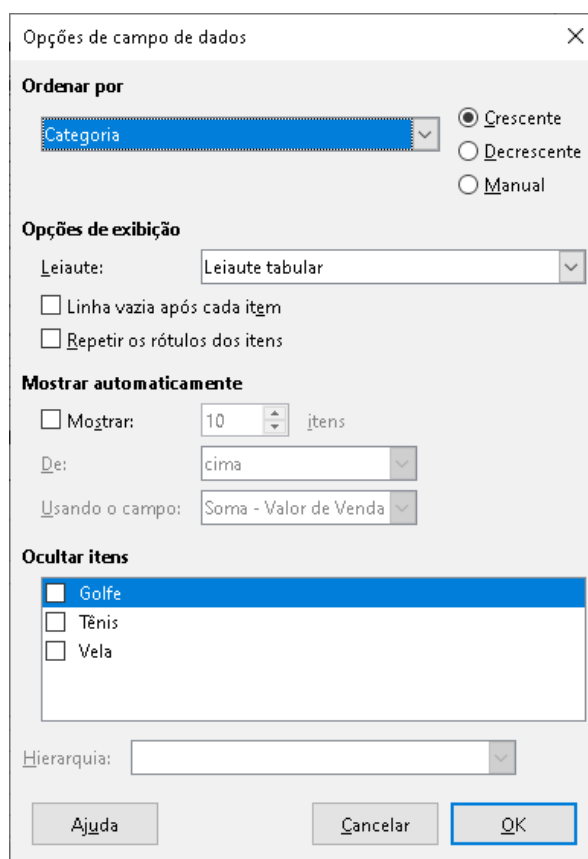 Opções de campo de dados
Ordenar por
Categoria
Crescente
Decrescente
Manual
Opções de exibição
Leiaute: Leiaute tabular
Linha vazia após cada item
Repetir os rótulos dos itens
Mostrar automaticamente
Mostrar: 10 itens
De: cima
Usando o campo: Soma - Valor de Venda
Ocultar itens
Golfe
Tênis
Vela
Hierarquia:
Ajuda Cancelar OK